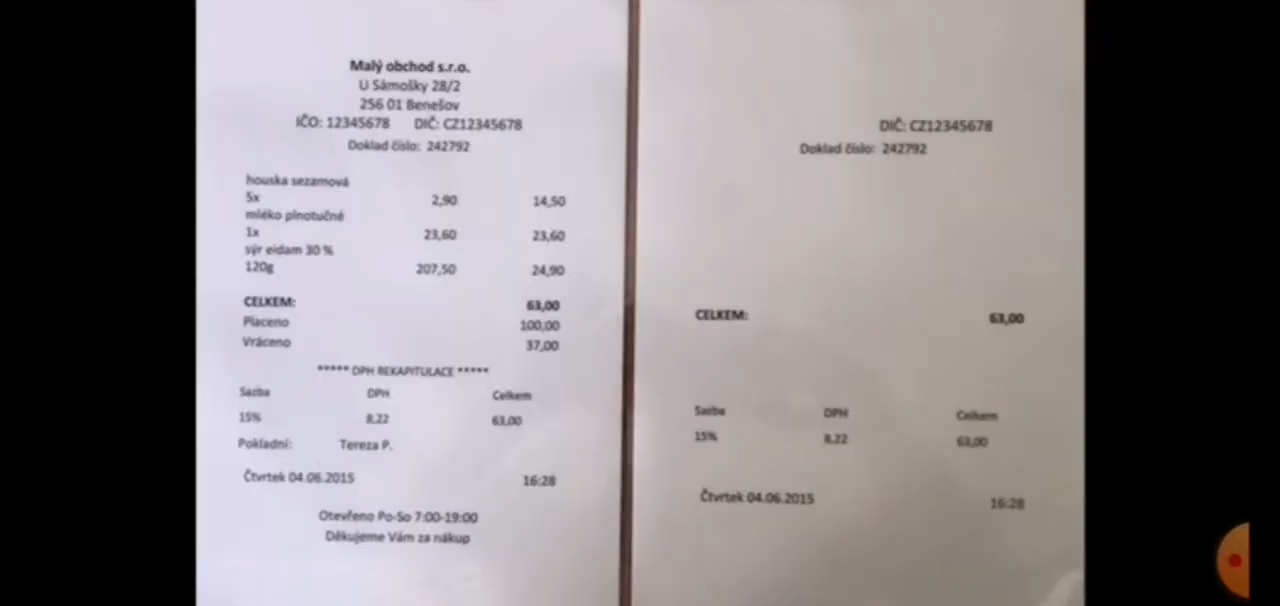 Malý obchod s.r.o.
U Sámošky 28/2
256 01 Benešov
IČO: 12345678 DIČ: CZ12345678
Doklad číslo: 242792
houska sezamová
5x 2,90 14,50
mléko plnotučné
1x 23,60 23,60
sýr eidam 30 %
120g 207,50 24,90
CELKEM: 63,00
Placeno 100,00
Vráceno 37,00
***** DPH REKAPITULACE *****
Sazba DPH Celkem
15% 8,22 63,00
Pokladní: Tereza P.
Čtvrtek 04.06.2015 16:28
Otevřeno Po-So 7:00-19:00
Děkujeme Vám za nákup
DIČ: CZ12345678
Doklad číslo: 242792
CELKEM: 63,00
Sazba DPH Celkem
15% 8,22 63,00
Čtvrtek 04.06.2015 16:28